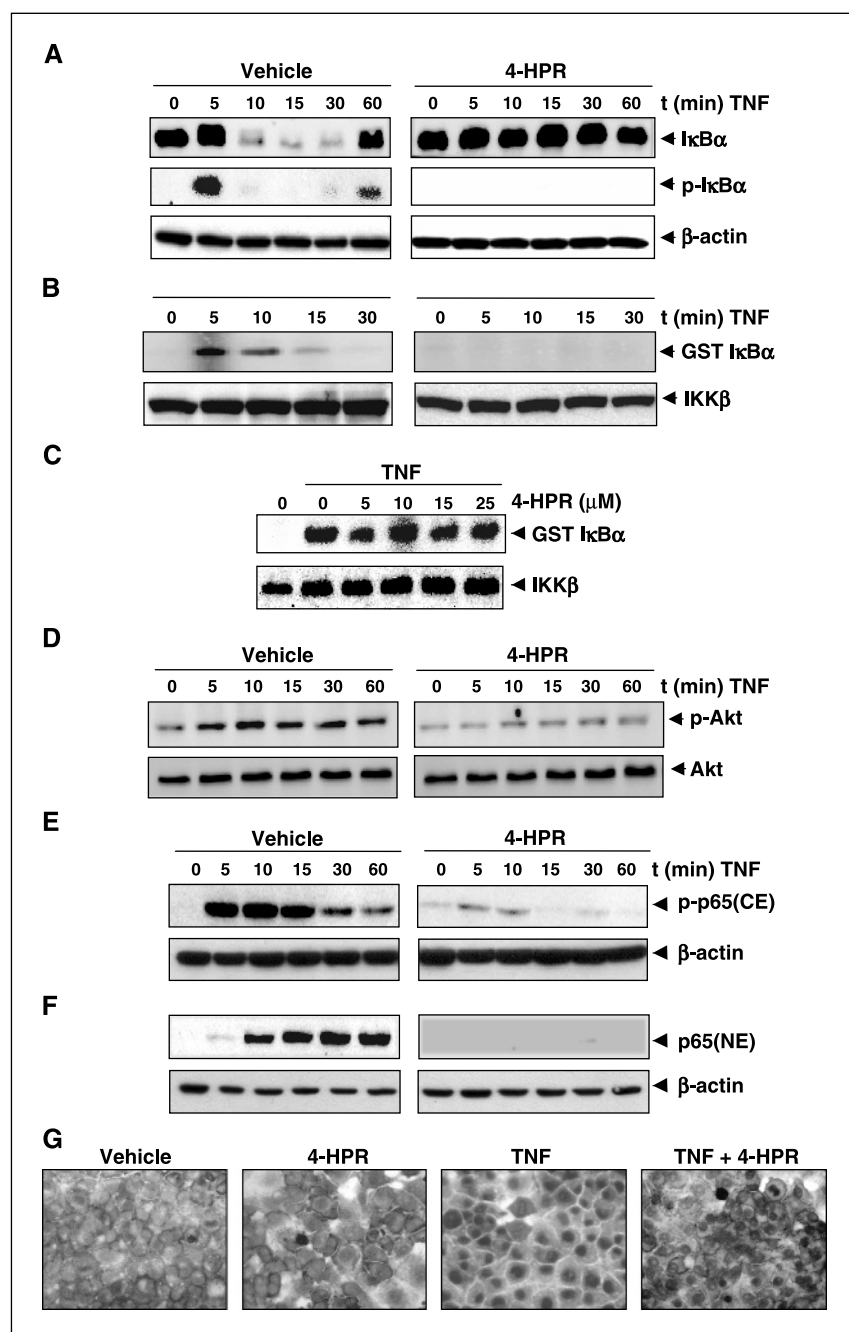 A
Vehicle 4-HPR
0 5 10 15 30 60 0 5 10 15 30 60 t (min) TNF
IκBα
p-IκBα
β-actin
B
0 5 10 15 30 0 5 10 15 30 t (min) TNF
GST IκBα
IKKβ
C
TNF
0 0 5 10 15 25 4-HPR (μM)
GST IκBα
IKKβ
D
Vehicle 4-HPR
0 5 10 15 30 60 0 5 10 15 30 60 t (min) TNF
p-Akt
Akt
E
Vehicle 4-HPR
0 5 10 15 30 60 0 5 10 15 30 60 t (min) TNF
p-p65(CE)
β-actin
F
p65(NE)
β-actin
G
Vehicle 4-HPR TNF TNF + 4-HPR